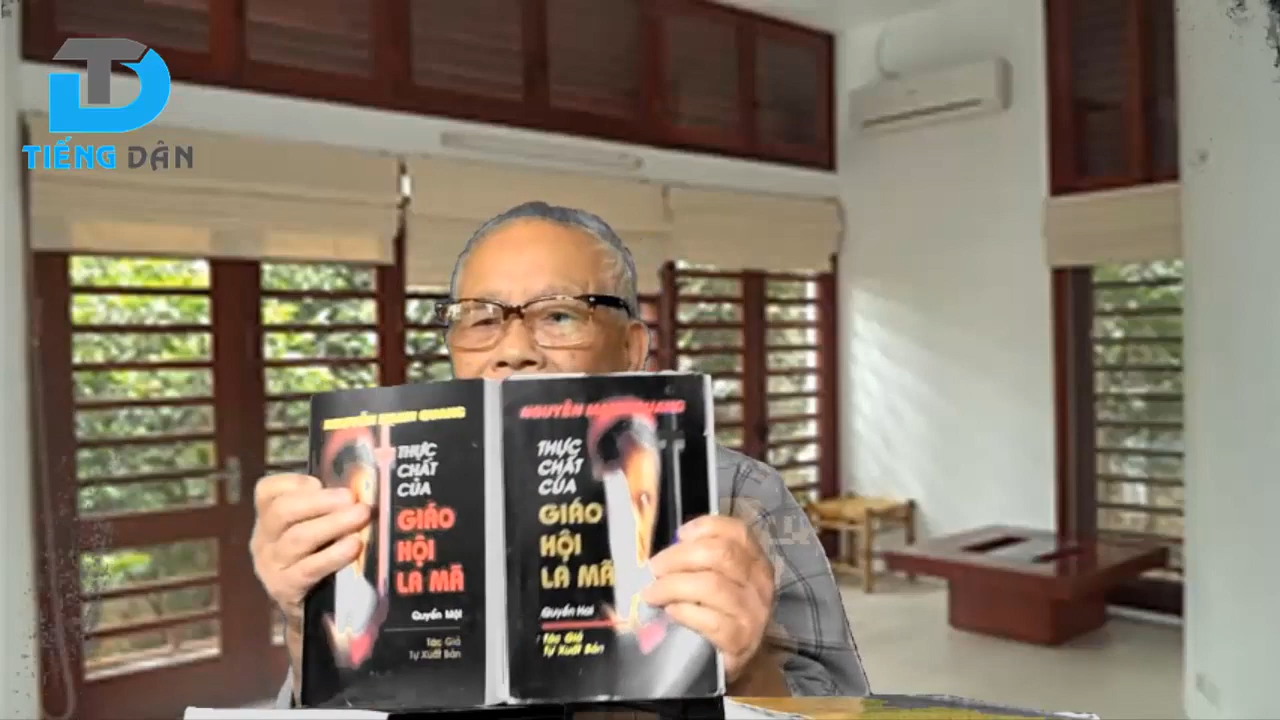 TD
TIẾNG DÂN
NGUYỄN MẠNH QUANG
THỰC
CHẤT
CỦA
GIÁO
HỘI
LA MÃ
Quyển Một
Tác Giả
Tự Xuất Bản
NGUYỄN MẠNH QUANG
THỰC
CHẤT
CỦA
GIÁO
HỘI
LA MÃ
Quyển Hai
Tác Giả
Tự Xuất Bản